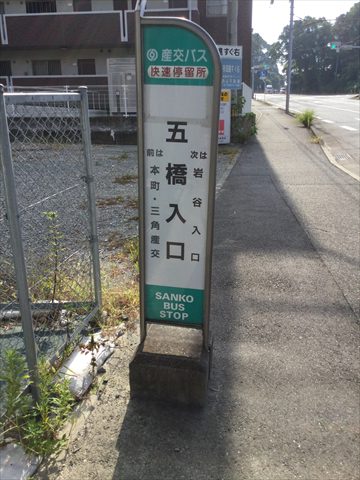 産交バス
快速停留所
五橋入口
次は
岩谷入口
前は
本町・三角産交
SANKO
BUS
STOP